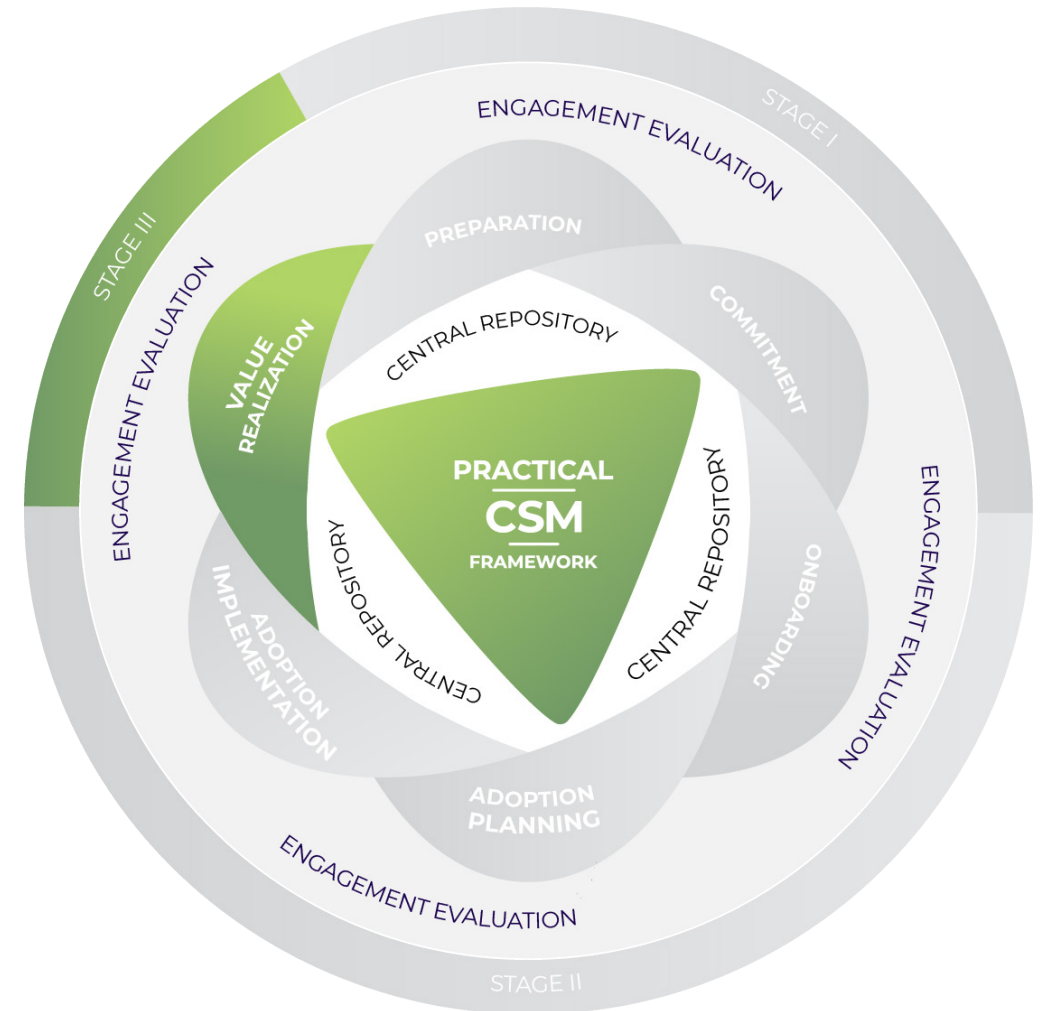 STAGE I
ENGAGEMENT EVALUATION
PREPARATION
STAGE III
ENGAGEMENT EVALUATION
COMMITMENT
CENTRAL REPOSITORY
VALUE
REALIZATION
PRACTICAL
CSM
FRAMEWORK
CENTRAL REPOSITORY
CENTRAL REPOSITORY
ENGAGEMENT EVALUATION
ONBOARDING
ADOPTION
IMPLEMENTATION
ADOPTION
PLANNING
ENGAGEMENT EVALUATION
STAGE II